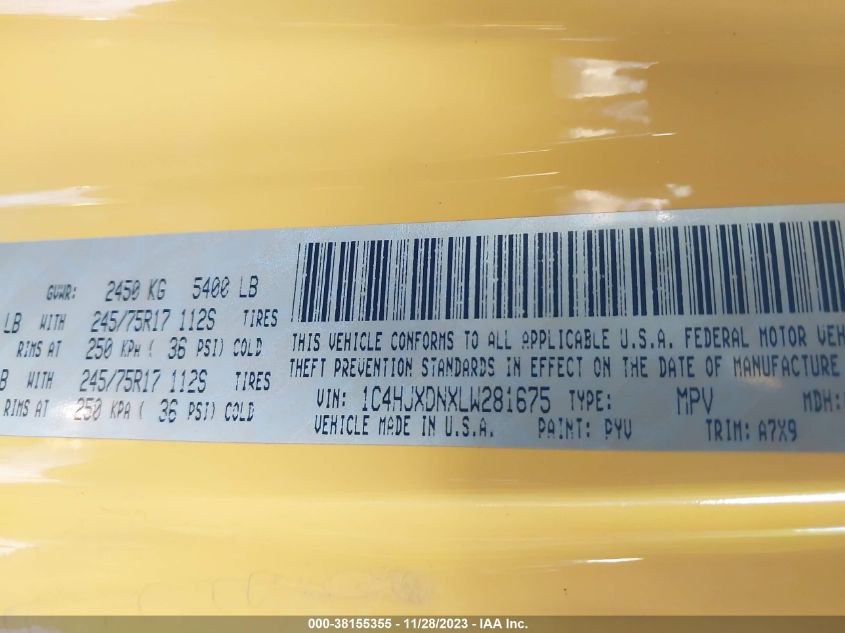 GVWR: 2450 KG 5400 LB
LB WITH 245/75R17 112S TIRES
RIMS AT 250 KPA ( 36 PSI) COLD
B WITH 245/75R17 112S TIRES
RIMS AT 250 KPA ( 36 PSI) COLD
THIS VEHICLE CONFORMS TO ALL APPLICABLE U.S.A. FEDERAL MOTOR VEH
THEFT PREVENTION STANDARDS IN EFFECT ON THE DATE OF MANUFACTURE
VIN: 1C4HJXDNXLW281675 TYPE: MPV MDH:
VEHICLE MADE IN U.S.A. PAINT: PYV TRIM: A7X9
000-38155355 - 11/28/2023 - IAA Inc.